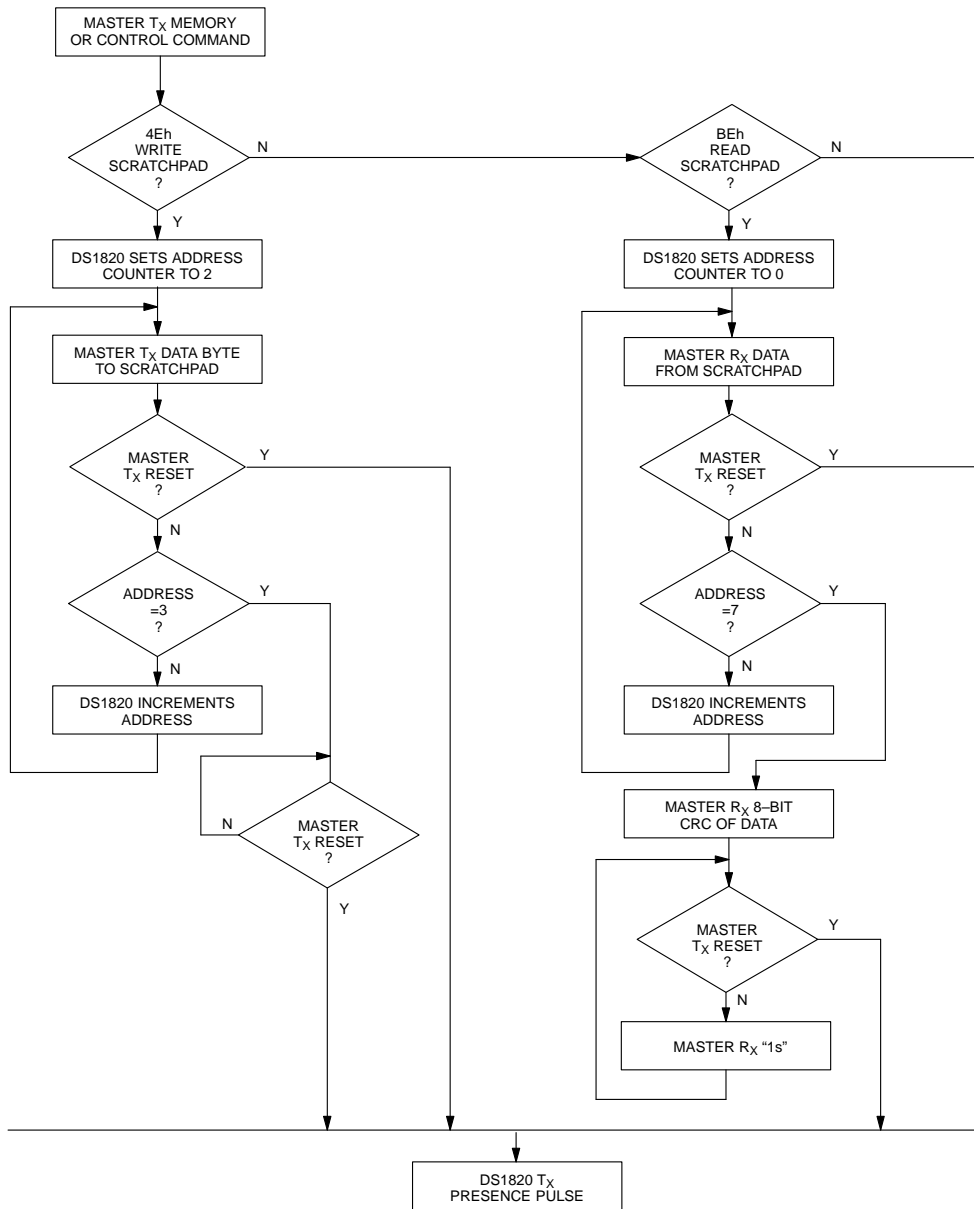 MASTER TX MEMORY
OR CONTROL COMMAND
4Eh
WRITE
SCRATCHPAD
?
N
Y
DS1820 SETS ADDRESS
COUNTER TO 2
MASTER TX DATA BYTE
TO SCRATCHPAD
MASTER
TX RESET
?
Y
N
ADDRESS
=3
?
Y
N
DS1820 INCREMENTS
ADDRESS
N
MASTER
TX RESET
?
Y
BEh
READ
SCRATCHPAD
?
N
Y
DS1820 SETS ADDRESS
COUNTER TO 0
MASTER RX DATA
FROM SCRATCHPAD
MASTER
TX RESET
?
Y
N
ADDRESS
=7
?
Y
N
DS1820 INCREMENTS
ADDRESS
MASTER RX 8–BIT
CRC OF DATA
MASTER
TX RESET
?
Y
N
MASTER RX “1s”
DS1820 TX
PRESENCE PULSE